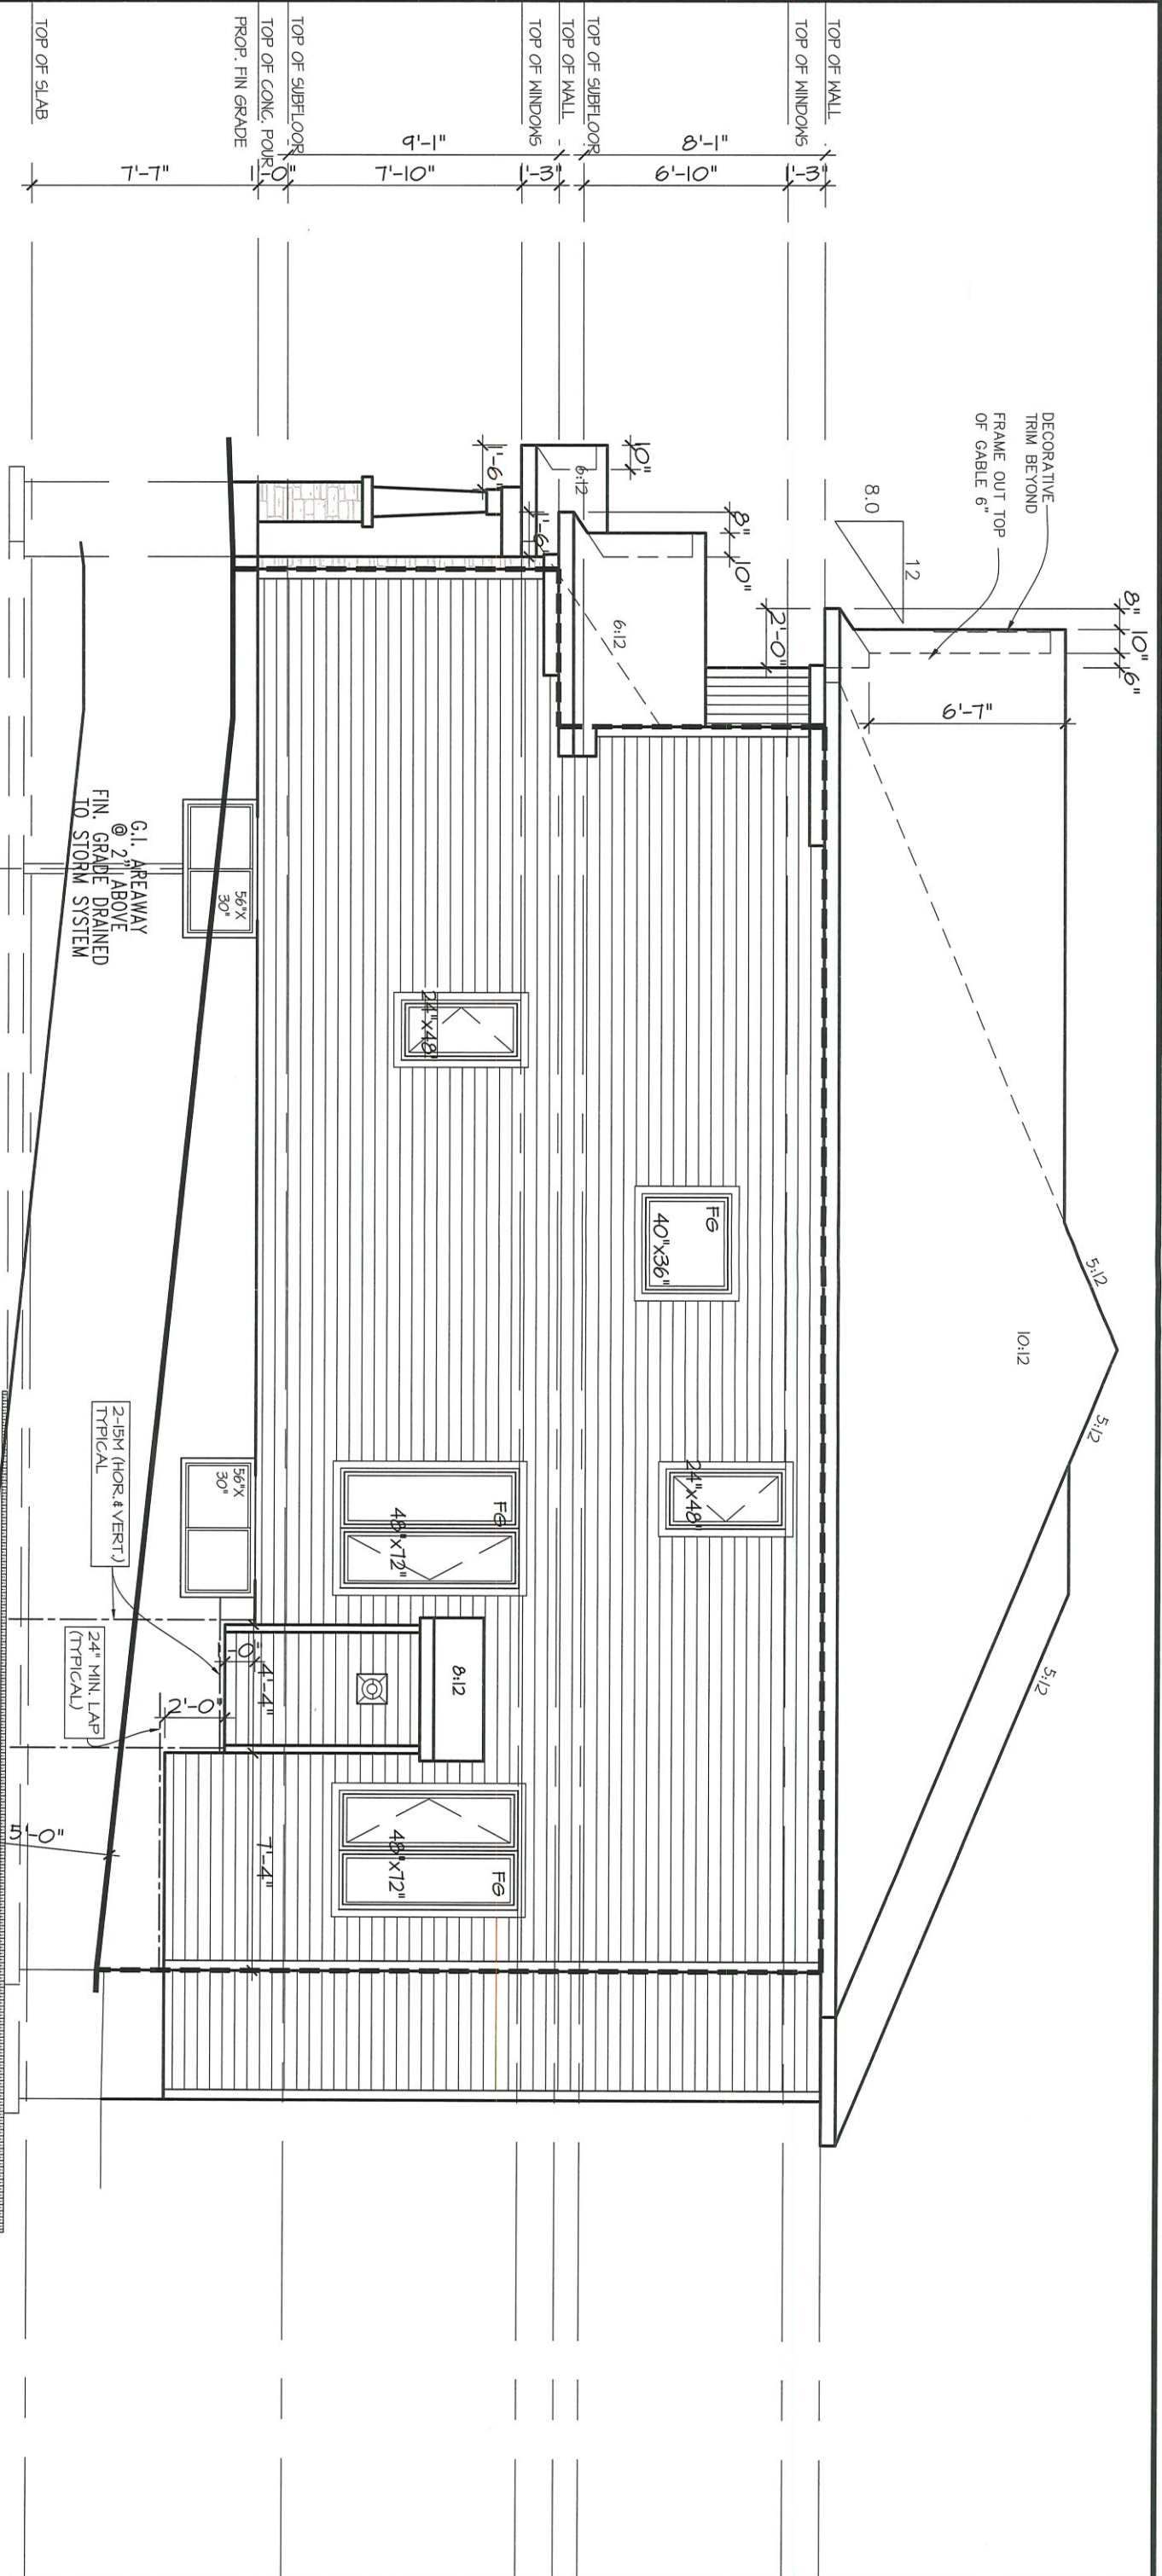 TOP OF WALL
TOP OF WINDOWS
TOP OF SUBFLOOR
TOP OF WALL
TOP OF WINDOWS
TOP OF SUBFLOOR
TOP OF CONC. POUR
PROP. FIN GRADE
TOP OF SLAB
8'-1"
9'-1"
1'-3"
6'-10"
1'-3"
7'-10"
1'-0"
7'-7"
DECORATIVE
TRIM BEYOND
FRAME OUT TOP
OF GABLE 6"
12
8.0
8"
10"
6"
6'-7"
2'-0"
8"
10"
10"
1'-6"
1'-6"
6:12
6:12
5:12
5:12
10:12
5:12
FG
40"x36"
24"x48"
24"x48"
FG
48"x72"
8:12
FG
48"x72"
56"X
30"
56"X
30"
G.I. AREAWAY
@ 2" ABOVE
FIN. GRADE DRAINED
TO STORM SYSTEM
2-15M (HOR.&VERT.)
TYPICAL
24" MIN. LAP
(TYPICAL)
4'-4"
2'-0"
7'-4"
5'-0"